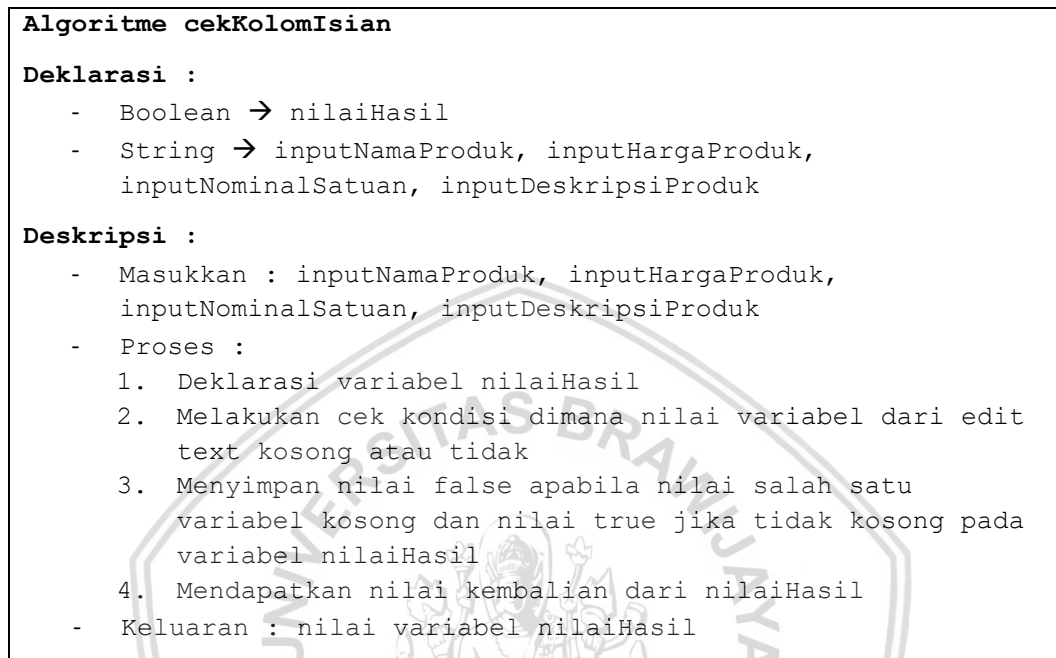 Algoritme cekKolomIsian
Deklarasi :
- Boolean → nilaiHasil
- String → inputNamaProduk, inputHargaProduk,
inputNominalSatuan, inputDeskripsiProduk
Deskripsi :
- Masukkan : inputNamaProduk, inputHargaProduk,
inputNominalSatuan, inputDeskripsiProduk
- Proses :
1. Deklarasi variabel nilaiHasil
2. Melakukan cek kondisi dimana nilai variabel dari edit
text kosong atau tidak
3. Menyimpan nilai false apabila nilai salah satu
variabel kosong dan nilai true jika tidak kosong pada
variabel nilaiHasil
4. Mendapatkan nilai kembalian dari nilaiHasil
- Keluaran : nilai variabel nilaiHasil
UNIVERSITAS BRAWIJAYA